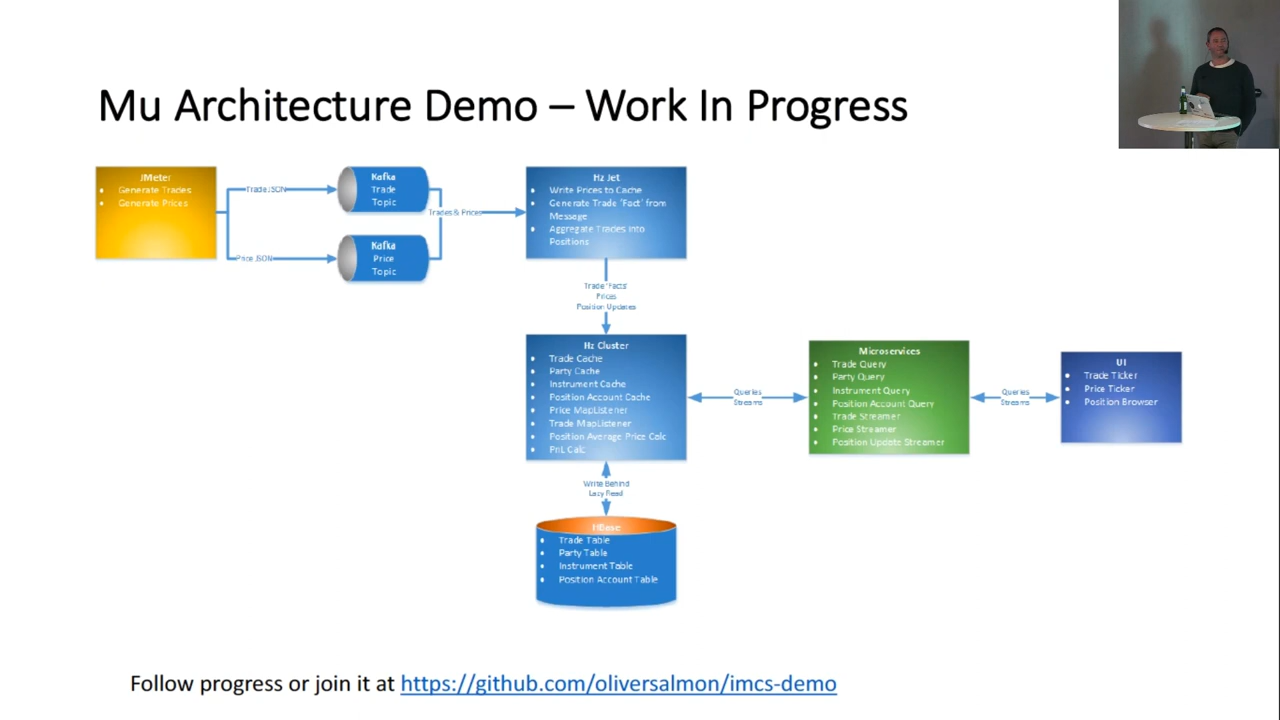 Mu Architecture Demo – Work In Progress
JMeter
• Generate Trades
• Generate Prices
Trade JSON
Price JSON
Kafka
Trade
Topic
Kafka
Price
Topic
Trades & Prices
Hz Jet
• Write Prices to Cache
• Generate Trade 'Fact' from
Message
• Aggregate Trades into
Positions
Trade 'Facts'
Prices
Position Updates
Hz Cluster
• Trade Cache
• Party Cache
• Instrument Cache
• Position Account Cache
• Price MapListener
• Trade MapListener
• Position Average Price Calc
• PnL Calc
Queries
Streams
Microservices
• Trade Query
• Party Query
• Instrument Query
• Position Account Query
• Trade Streamer
• Price Streamer
• Position Update Streamer
Queries
Streams
UI
• Trade Ticker
• Price Ticker
• Position Browser
Write Behind
Lazy Read
HBase
• Trade Table
• Party Table
• Instrument Table
• Position Account Table
Follow progress or join it at https://github.com/oliversalmon/imcs-demo